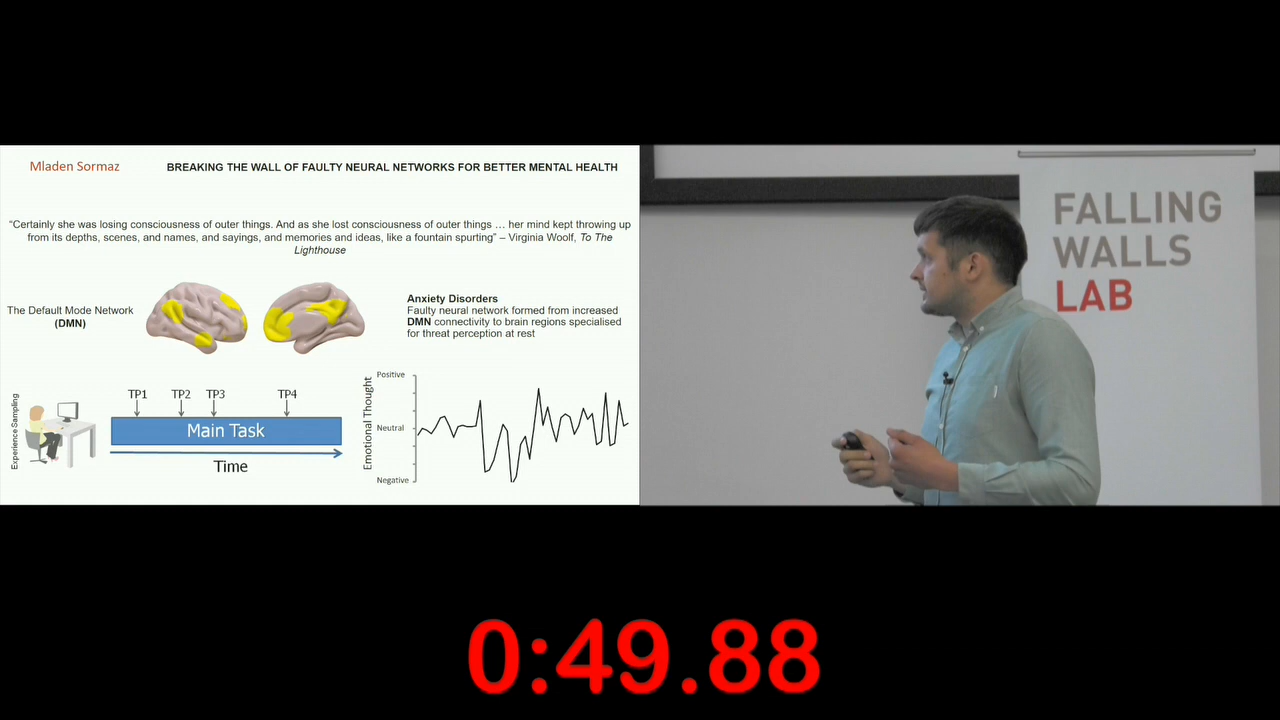 Mladen Sormaz
BREAKING THE WALL OF FAULTY NEURAL NETWORKS FOR BETTER MENTAL HEALTH
“Certainly she was losing consciousness of outer things. And as she lost consciousness of outer things … her mind kept throwing up
from its depths, scenes, and names, and sayings, and memories and ideas, like a fountain spurting” – Virginia Woolf, To The
Lighthouse
The Default Mode Network
(DMN)
Anxiety Disorders
Faulty neural network formed from increased
DMN connectivity to brain regions specialised
for threat perception at rest
Experience Sampling
TP1 TP2 TP3 TP4
Main Task
Time
Emotional Thought
Positive
Neutral
Negative
FALLING
WALLS
LAB
0:49.88